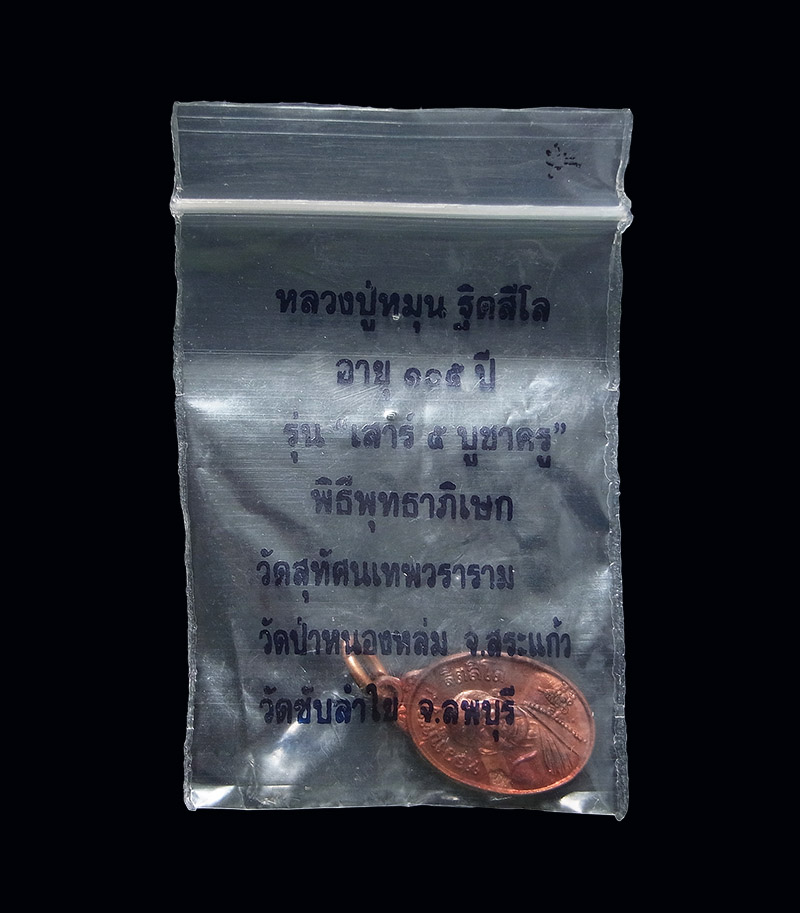 หลวงปู่หมุน ฐิตสีโล
อายุ ๑๐๕ ปี
รุ่น "เสาร์ ๕ บูชาครู"
พิธีพุทธาภิเษก
วัดสุทัศนเทพวราราม
วัดป่าหนองหล่ม จ.สระแก้ว
วัดซับลำใย จ.ลพบุรี